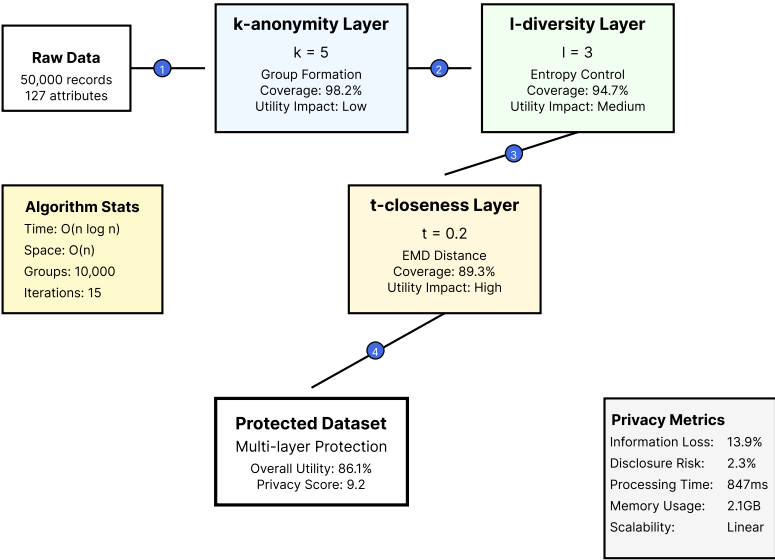 Raw Data
50,000 records
127 attributes
1
k-anonymity Layer
k = 5
Group Formation
Coverage: 98.2%
Utility Impact: Low
2
l-diversity Layer
l = 3
Entropy Control
Coverage: 94.7%
Utility Impact: Medium
3
Algorithm Stats
Time: O(n log n)
Space: O(n)
Groups: 10,000
Iterations: 15
t-closeness Layer
t = 0.2
EMD Distance
Coverage: 89.3%
Utility Impact: High
4
Protected Dataset
Multi-layer Protection
Overall Utility: 86.1%
Privacy Score: 9.2
Privacy Metrics
Information Loss: 13.9%
Disclosure Risk: 2.3%
Processing Time: 847ms
Memory Usage: 2.1GB
Scalability: Linear